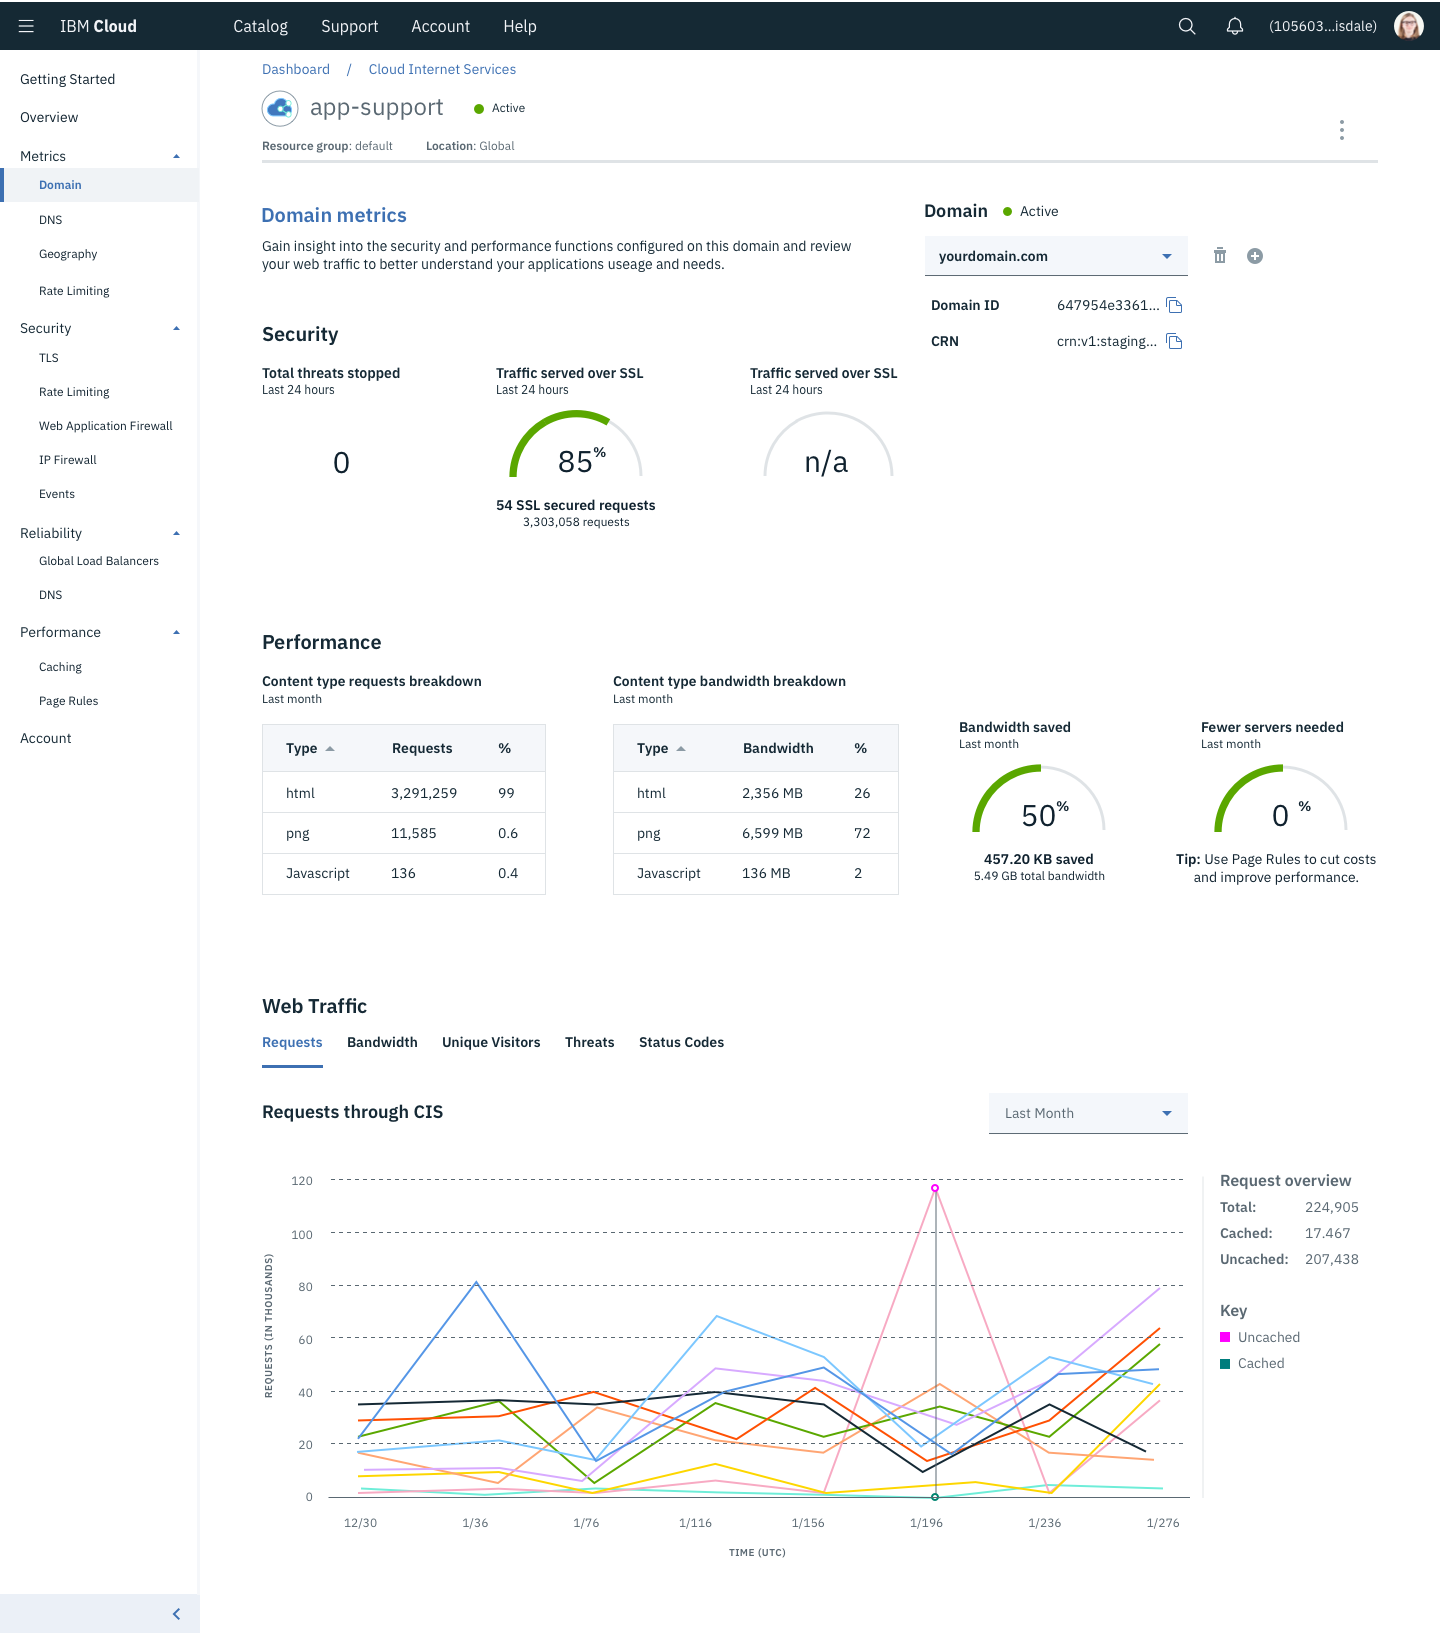 IBM Cloud
Catalog Support Account Help
(105603...isdale)
Getting Started
Overview
Metrics
Domain
DNS
Geography
Rate Limiting
Security
TLS
Rate Limiting
Web Application Firewall
IP Firewall
Events
Reliability
Global Load Balancers
DNS
Performance
Caching
Page Rules
Account
Dashboard / Cloud Internet Services
app-support
Active
Resource group: default Location: Global
Domain metrics
Gain insight into the security and performance functions configured on this domain and review
your web traffic to better understand your applications useage and needs.
Domain Active
yourdomain.com
Domain ID 647954e3361...
CRN crn:v1:staging...
Security
Total threats stopped
Last 24 hours
0
Traffic served over SSL
Last 24 hours
85%
54 SSL secured requests
3,303,058 requests
Traffic served over SSL
Last 24 hours
n/a
Performance
Content type requests breakdown
Last month
Type Requests %
html 3,291,259 99
png 11,585 0.6
Javascript 136 0.4
Content type bandwidth breakdown
Last month
Type Bandwidth %
html 2,356 MB 26
png 6,599 MB 72
Javascript 136 MB 2
Bandwidth saved
Last month
50%
457.20 KB saved
5.49 GB total bandwidth
Fewer servers needed
Last month
0 %
Tip: Use Page Rules to cut costs
and improve performance.
Web Traffic
Requests Bandwidth Unique Visitors Threats Status Codes
Requests through CIS
Last Month
REQUESTS (IN THOUSANDS)
120
100
80
60
40
20
0
12/30 1/36 1/76 1/116 1/156 1/196 1/236 1/276
TIME (UTC)
Request overview
Total: 224,905
Cached: 17.467
Uncached: 207,438
Key
Uncached
Cached